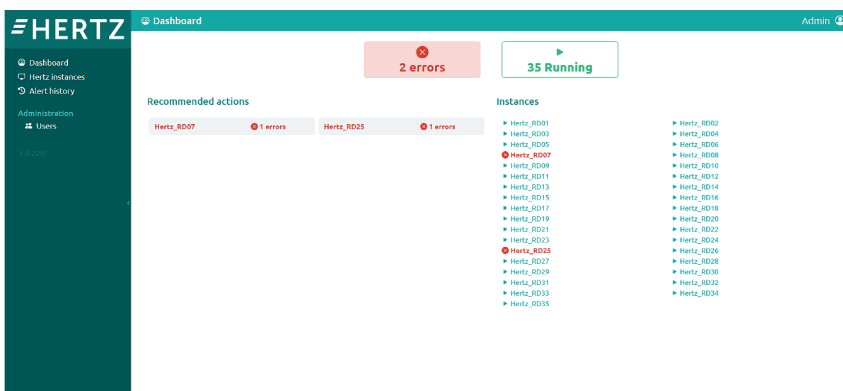 HERTZ
Dashboard
Admin
Dashboard
Hertz instances
Alert history
Administration
Users
2 errors
35 Running
Recommended actions
Hertz_RD07 1 errors Hertz_RD25 1 errors
Instances
Hertz_RD01 Hertz_RD02
Hertz_RD03 Hertz_RD04
Hertz_RD05 Hertz_RD06
Hertz_RD07 Hertz_RD08
Hertz_RD09 Hertz_RD10
Hertz_RD11 Hertz_RD12
Hertz_RD13 Hertz_RD14
Hertz_RD15 Hertz_RD16
Hertz_RD17 Hertz_RD18
Hertz_RD19 Hertz_RD20
Hertz_RD21 Hertz_RD22
Hertz_RD23 Hertz_RD24
Hertz_RD25 Hertz_RD26
Hertz_RD27 Hertz_RD28
Hertz_RD29 Hertz_RD30
Hertz_RD31 Hertz_RD32
Hertz_RD33 Hertz_RD34
Hertz_RD35